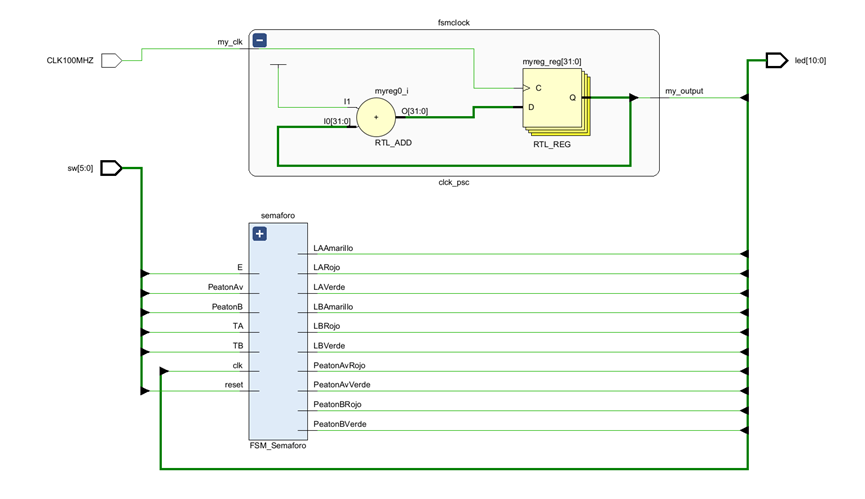 fsmclock
my_clk
CLK100MHZ
myreg_reg[31:0]
led[10:0]
C
myreg0_i
Q
my_output
I1
O[31:0]
D
+
I0[31:0]
RTL_ADD
RTL_REG
sw[5:0]
clck_psc
semaforo
LAAmarillo
E
LARojo
PeatonAv
LAVerde
PeatonB
LBAmarillo
TA
LBRojo
TB
LBVerde
clk
PeatonAvRojo
reset
PeatonAvVerde
PeatonBRojo
PeatonBVerde
FSM_Semaforo